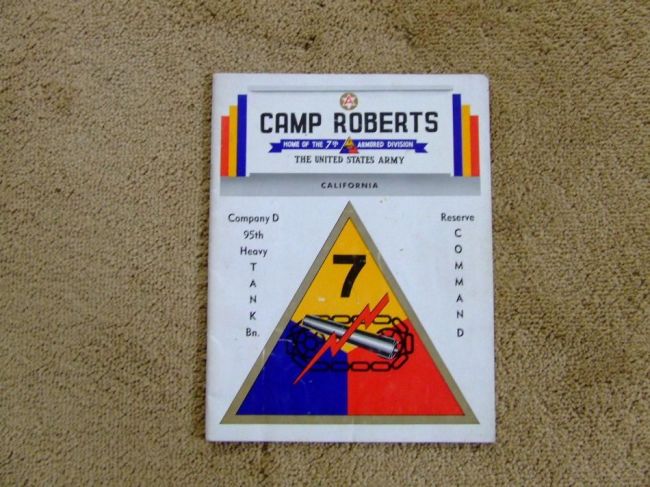 CAMP ROBERTS
HOME OF THE 7TH ARMORED DIVISION
THE UNITED STATES ARMY
CALIFORNIA
Company D
95th
Heavy
T
A
N
K
Bn.
Reserve
C
O
M
M
A
N
D
7